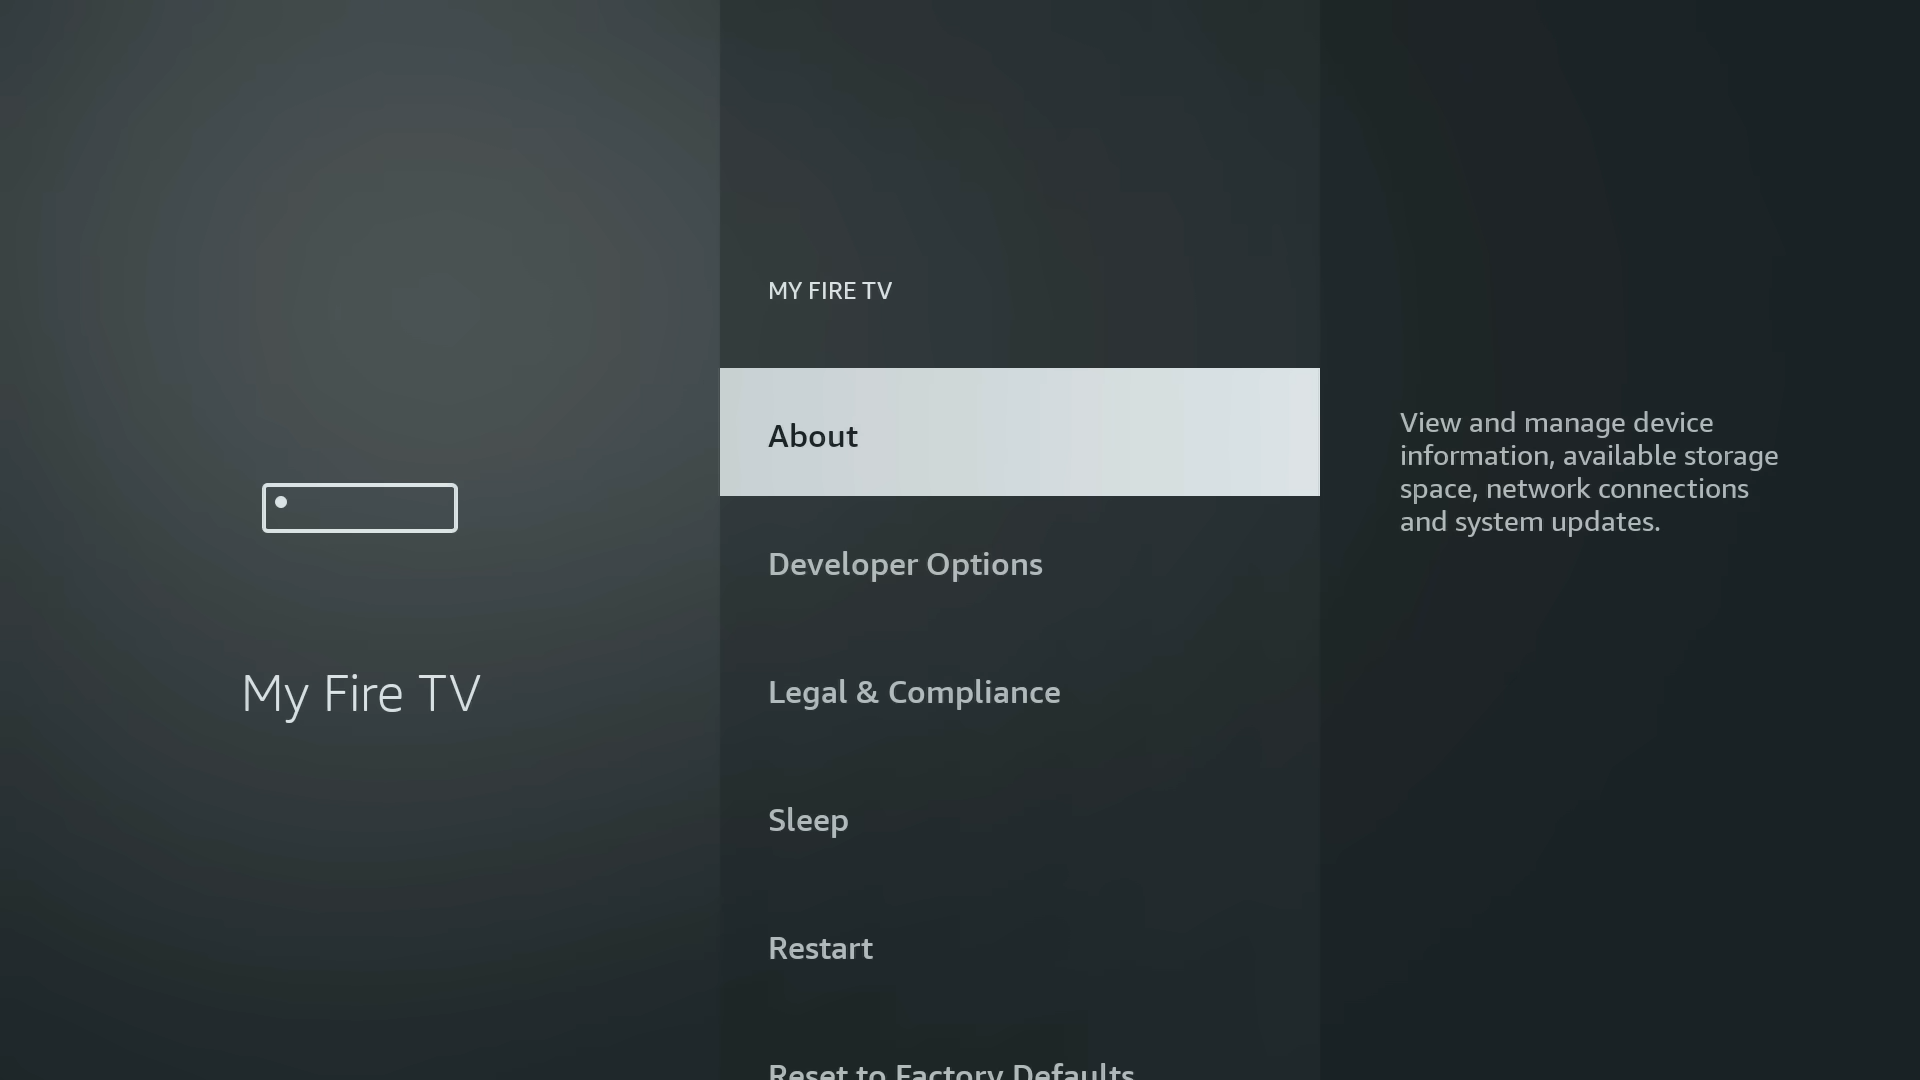 My Fire TV
MY FIRE TV
About
Developer Options
Legal & Compliance
Sleep
Restart
Reset to Factory Defaults
View and manage device
information, available storage
space, network connections
and system updates.